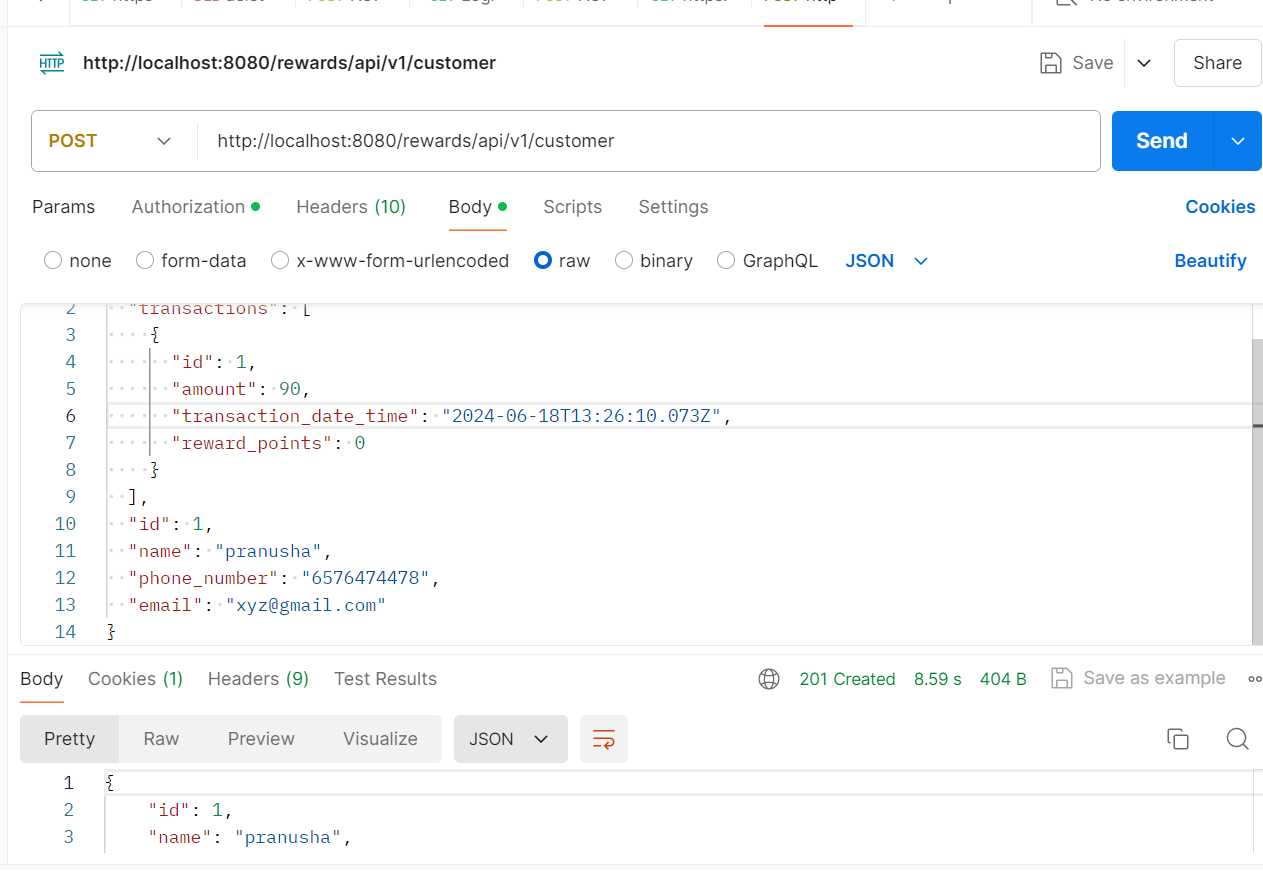 HTTP http://localhost:8080/rewards/api/v1/customer Save Share
POST http://localhost:8080/rewards/api/v1/customer Send
Params Authorization Headers (10) Body Scripts Settings Cookies
none form-data x-www-form-urlencoded raw binary GraphQL JSON Beautify
2 "transactions": [
3 {
4 "id": 1,
5 "amount": 90,
6 "transaction_date_time": "2024-06-18T13:26:10.073Z",
7 "reward_points": 0
8 }
9 ],
10 "id": 1,
11 "name": "pranusha",
12 "phone_number": "6576474478",
13 "email": "xyz@gmail.com"
14 }
Body Cookies (1) Headers (9) Test Results 201 Created 8.59 s 404 B Save as example
Pretty Raw Preview Visualize JSON
1 {
2 "id": 1,
3 "name": "pranusha",